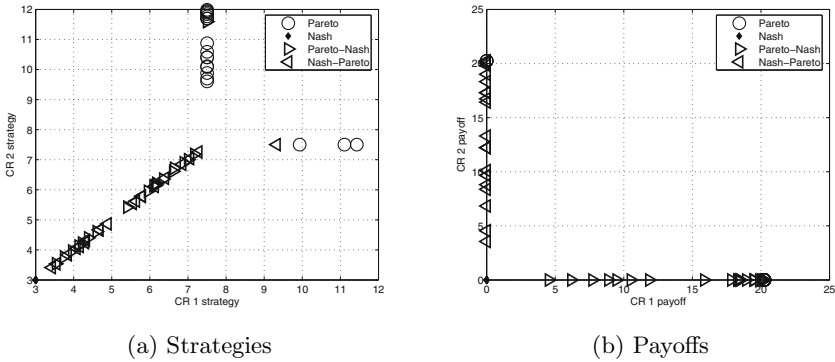 12
11
10
9
8
7
6
5
4
3
3
4
5
6
7
8
9
10
11
12
CR 2 strategy
CR 1 strategy
Pareto
Nash
Pareto–Nash
Nash–Pareto
(a) Strategies
25
20
15
10
5
0
0
5
10
15
20
25
CR 2 payoff
CR 1 payoff
Pareto
Nash
Pareto–Nash
Nash–Pareto
(b) Payoffs